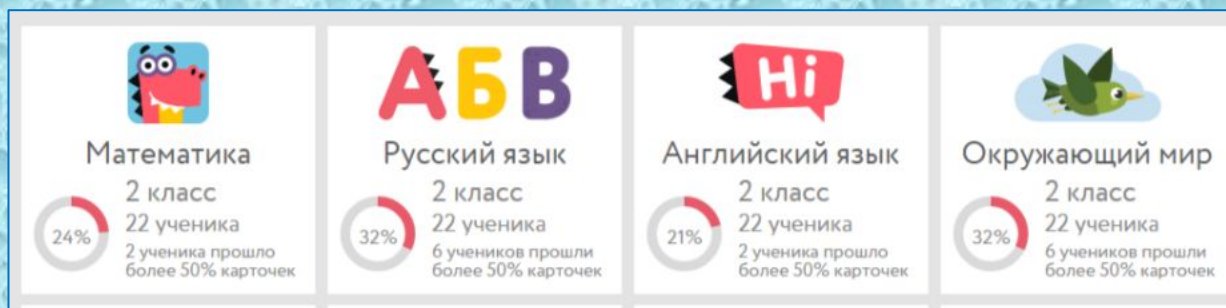 Математика
2 класс
22 ученика
24%
2 ученика прошло
более 50% карточек
АБВ
Русский язык
2 класс
22 ученика
32%
6 учеников прошли
более 50% карточек
Hi
Английский язык
2 класс
22 ученика
21%
2 ученика прошло
более 50% карточек
Окружающий мир
2 класс
22 ученика
32%
6 учеников прошли
более 50% карточек